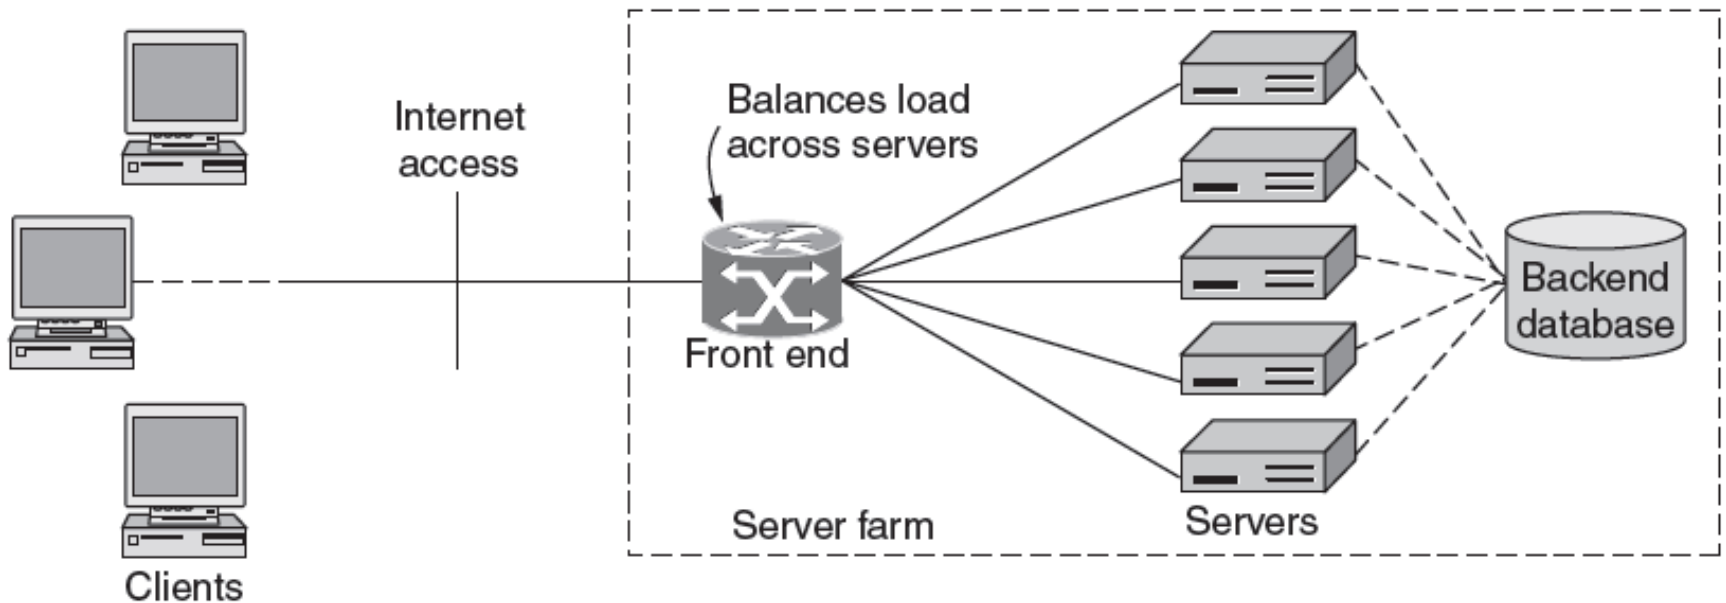 Internet
access
Balances load
across servers
Front end
Backend
database
Server farm
Servers
Clients